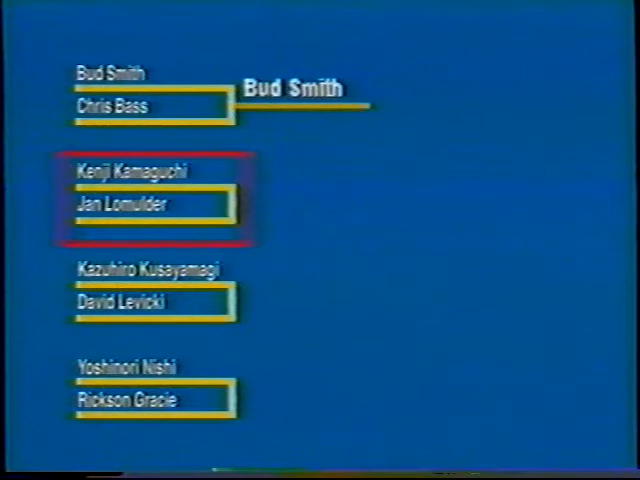 Bud Smith
Bud Smith
Chris Bass
Kenji Kamaguchi
Jan Lomulder
Kazuhiro Kusayamagi
David Levicki
Yoshinori Nishi
Rickson Gracie